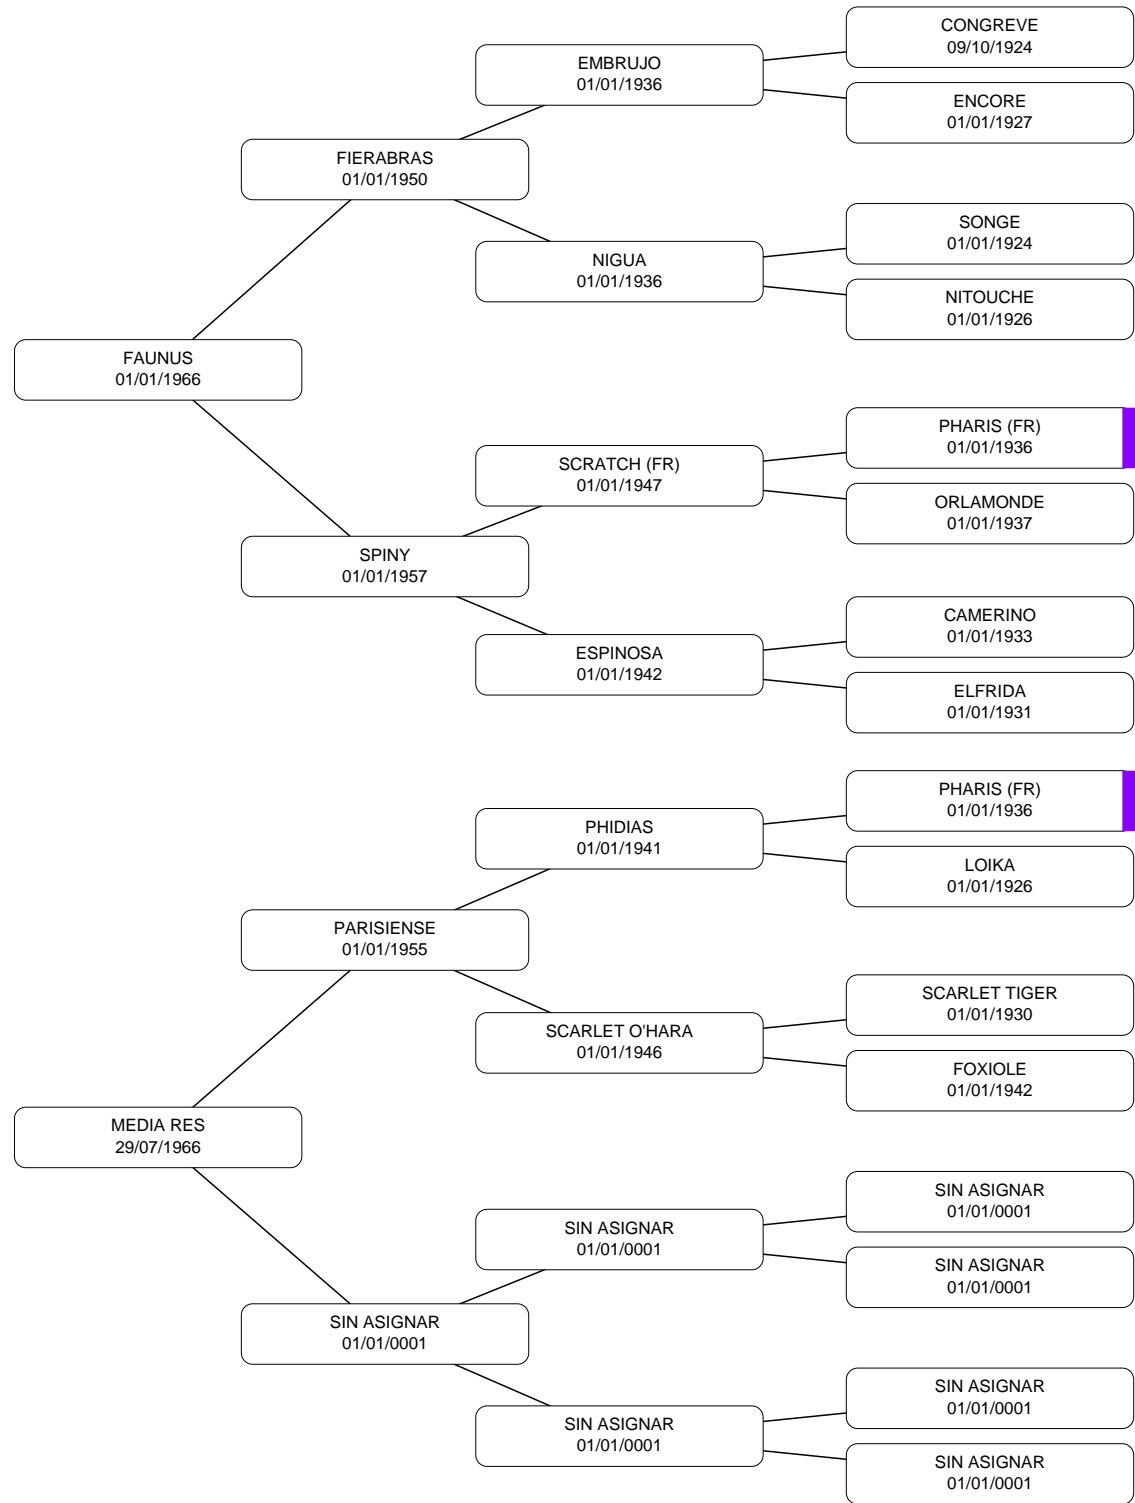 CONGREVE
09/10/1924
EMBRUJO
01/01/1936
ENCORE
01/01/1927
FIERABRAS
01/01/1950
SONGE
01/01/1924
NIGUA
01/01/1936
NITOUCHE
01/01/1926
FAUNUS
01/01/1966
PHARIS (FR)
01/01/1936
SCRATCH (FR)
01/01/1947
ORLAMONDE
01/01/1937
SPINY
01/01/1957
CAMERINO
01/01/1933
ESPINOSA
01/01/1942
ELFRIDA
01/01/1931
PHARIS (FR)
01/01/1936
PHIDIAS
01/01/1941
LOIKA
01/01/1926
PARISIENSE
01/01/1955
SCARLET TIGER
01/01/1930
SCARLET O'HARA
01/01/1946
FOXIOLE
01/01/1942
MEDIA RES
29/07/1966
SIN ASIGNAR
01/01/0001
SIN ASIGNAR
01/01/0001
SIN ASIGNAR
01/01/0001
SIN ASIGNAR
01/01/0001
SIN ASIGNAR
01/01/0001
SIN ASIGNAR
01/01/0001
SIN ASIGNAR
01/01/0001